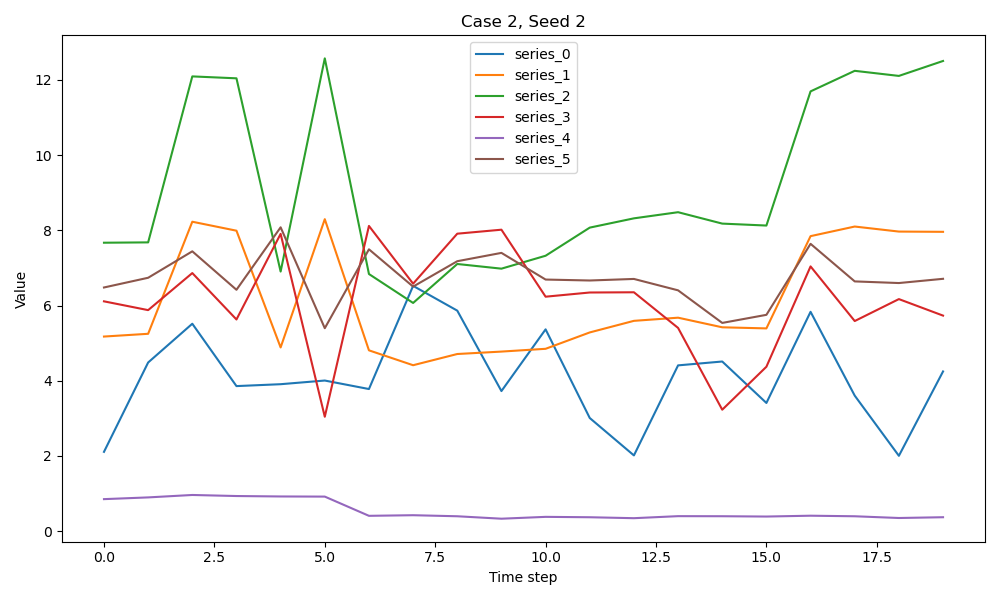 Case 2, Seed 2
series_0
series_1
series_2
series_3
series_4
series_5
Value
12
10
8
6
4
2
0
0.0 2.5 5.0 7.5 10.0 12.5 15.0 17.5
Time step